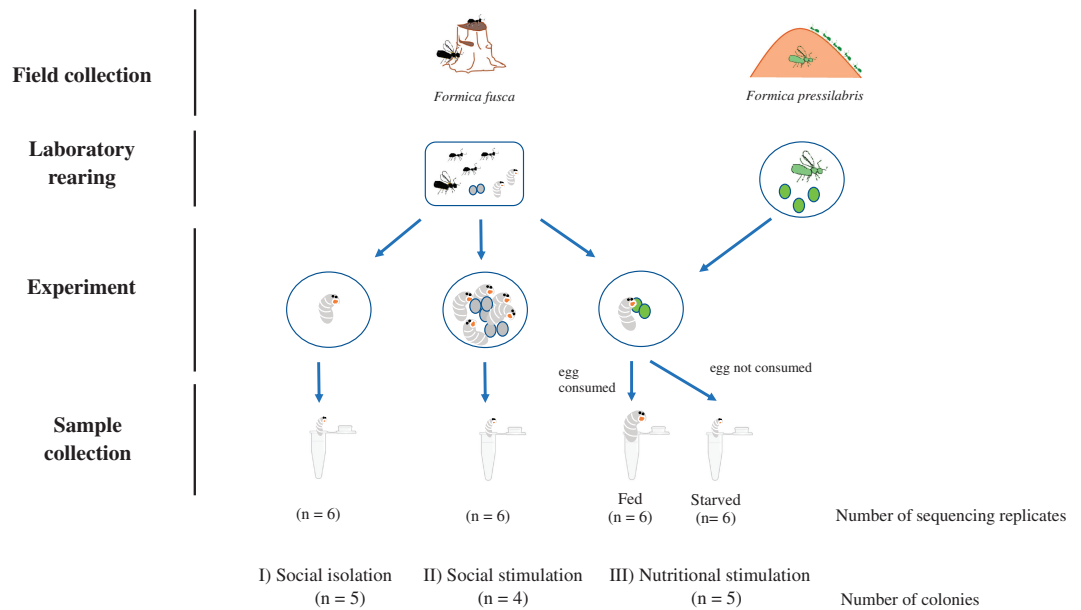 Field collection
Formica fusca
Formica pressilabris
Laboratory
rearing
Experiment
egg
consumed
egg not consumed
Sample
collection
Fed
Starved
(n = 6)
(n = 6)
(n = 6)
(n= 6)
Number of sequencing replicates
I) Social isolation
(n = 5)
II) Social stimulation
(n = 4)
III) Nutritional stimulation
(n = 5)
Number of colonies